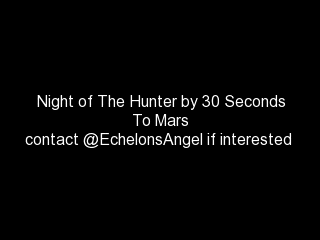 Night of The Hunter by 30 Seconds
To Mars
contact @EchelonsAngel if interested